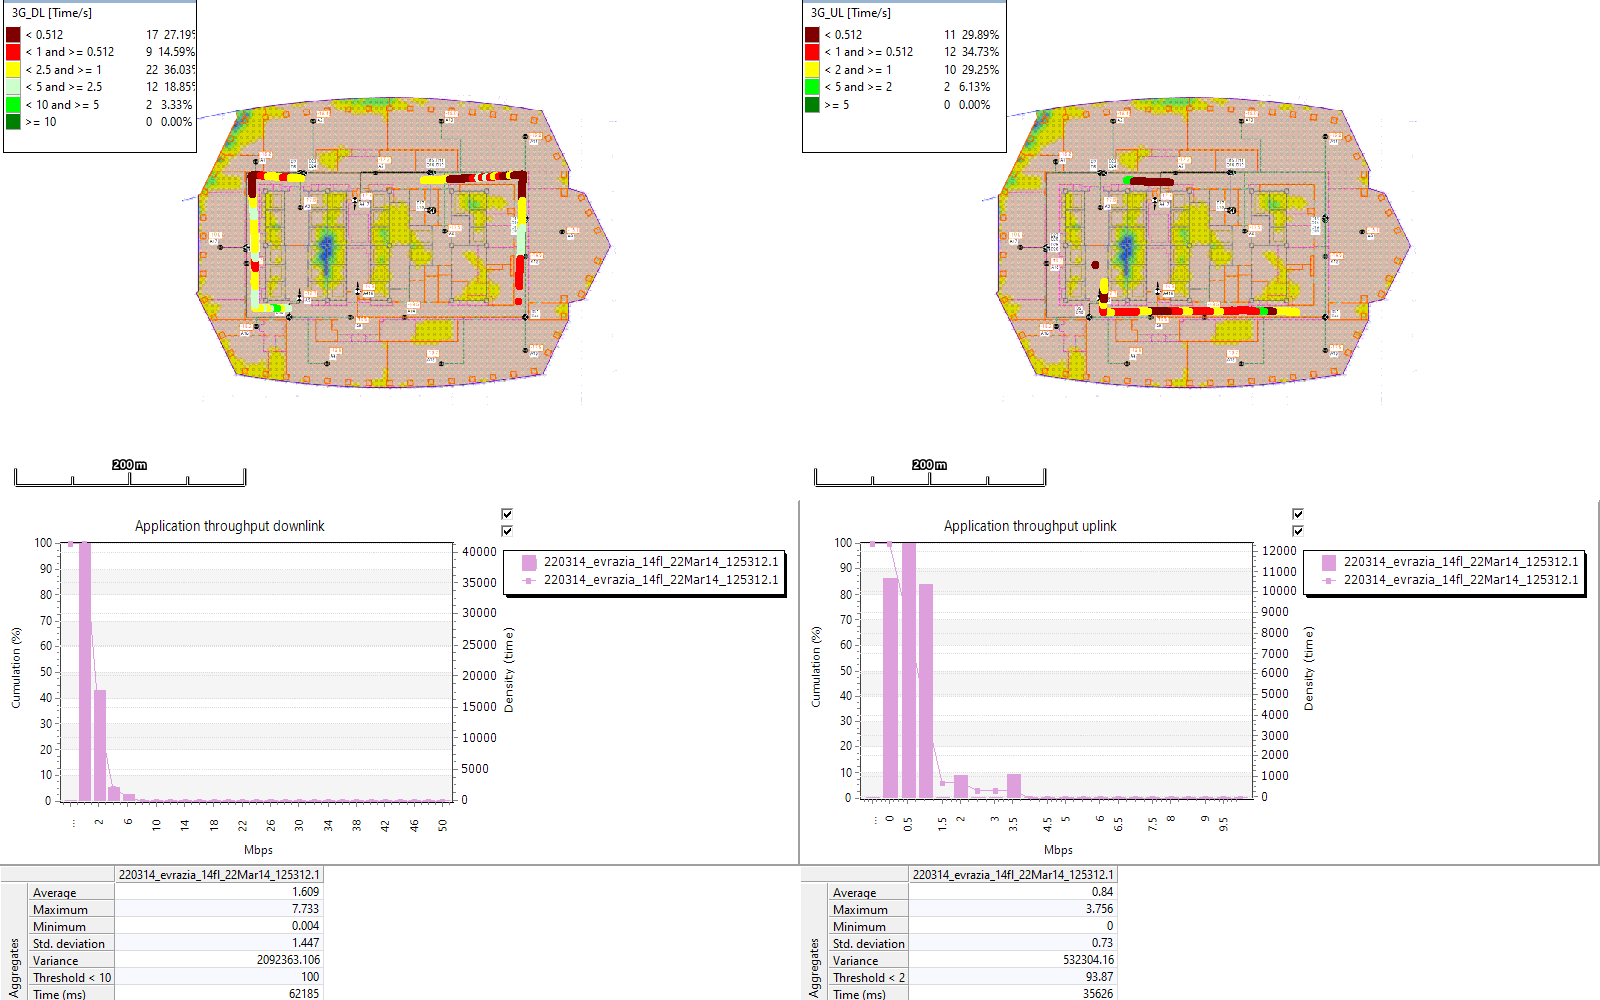 3G_DL [Time/s]
< 0.512 17 27.19%
< 1 and >= 0.512 9 14.59%
< 2.5 and >= 1 22 36.03%
< 5 and >= 2.5 12 18.85%
< 10 and >= 5 2 3.33%
>= 10 0 0.00%
3G_UL [Time/s]
< 0.512 11 29.89%
< 1 and >= 0.512 12 34.73%
< 2 and >= 1 10 29.25%
< 5 and >= 2 2 6.13%
>= 5 0 0.00%
200 m
200 m
Application throughput downlink
220314_evrazia_14fl_22Mar14_125312.1
220314_evrazia_14fl_22Mar14_125312.1
Cumulation (%)
100
90
80
70
60
50
40
30
20
10
0
Density (time)
40000
35000
30000
25000
20000
15000
10000
5000
0
... 2 6 10 14 18 22 26 30 34 38 42 46 50
Mbps
Application throughput uplink
220314_evrazia_14fl_22Mar14_125312.1
220314_evrazia_14fl_22Mar14_125312.1
Cumulation (%)
100
90
80
70
60
50
40
30
20
10
0
Density (time)
12000
11000
10000
9000
8000
7000
6000
5000
4000
3000
2000
1000
0
... 0 0.5 1.5 2 3 3.5 4.5 5 6 6.5 7.5 8 9 9.5
Mbps
220314_evrazia_14fl_22Mar14_125312.1
Aggregates
Average 1.609
Maximum 7.733
Minimum 0.004
Std. deviation 1.447
Variance 2092363.106
Threshold < 10 100
Time (ms) 62185
220314_evrazia_14fl_22Mar14_125312.1
Aggregates
Average 0.84
Maximum 3.756
Minimum 0
Std. deviation 0.73
Variance 532304.16
Threshold < 2 93.87
Time (ms) 35626